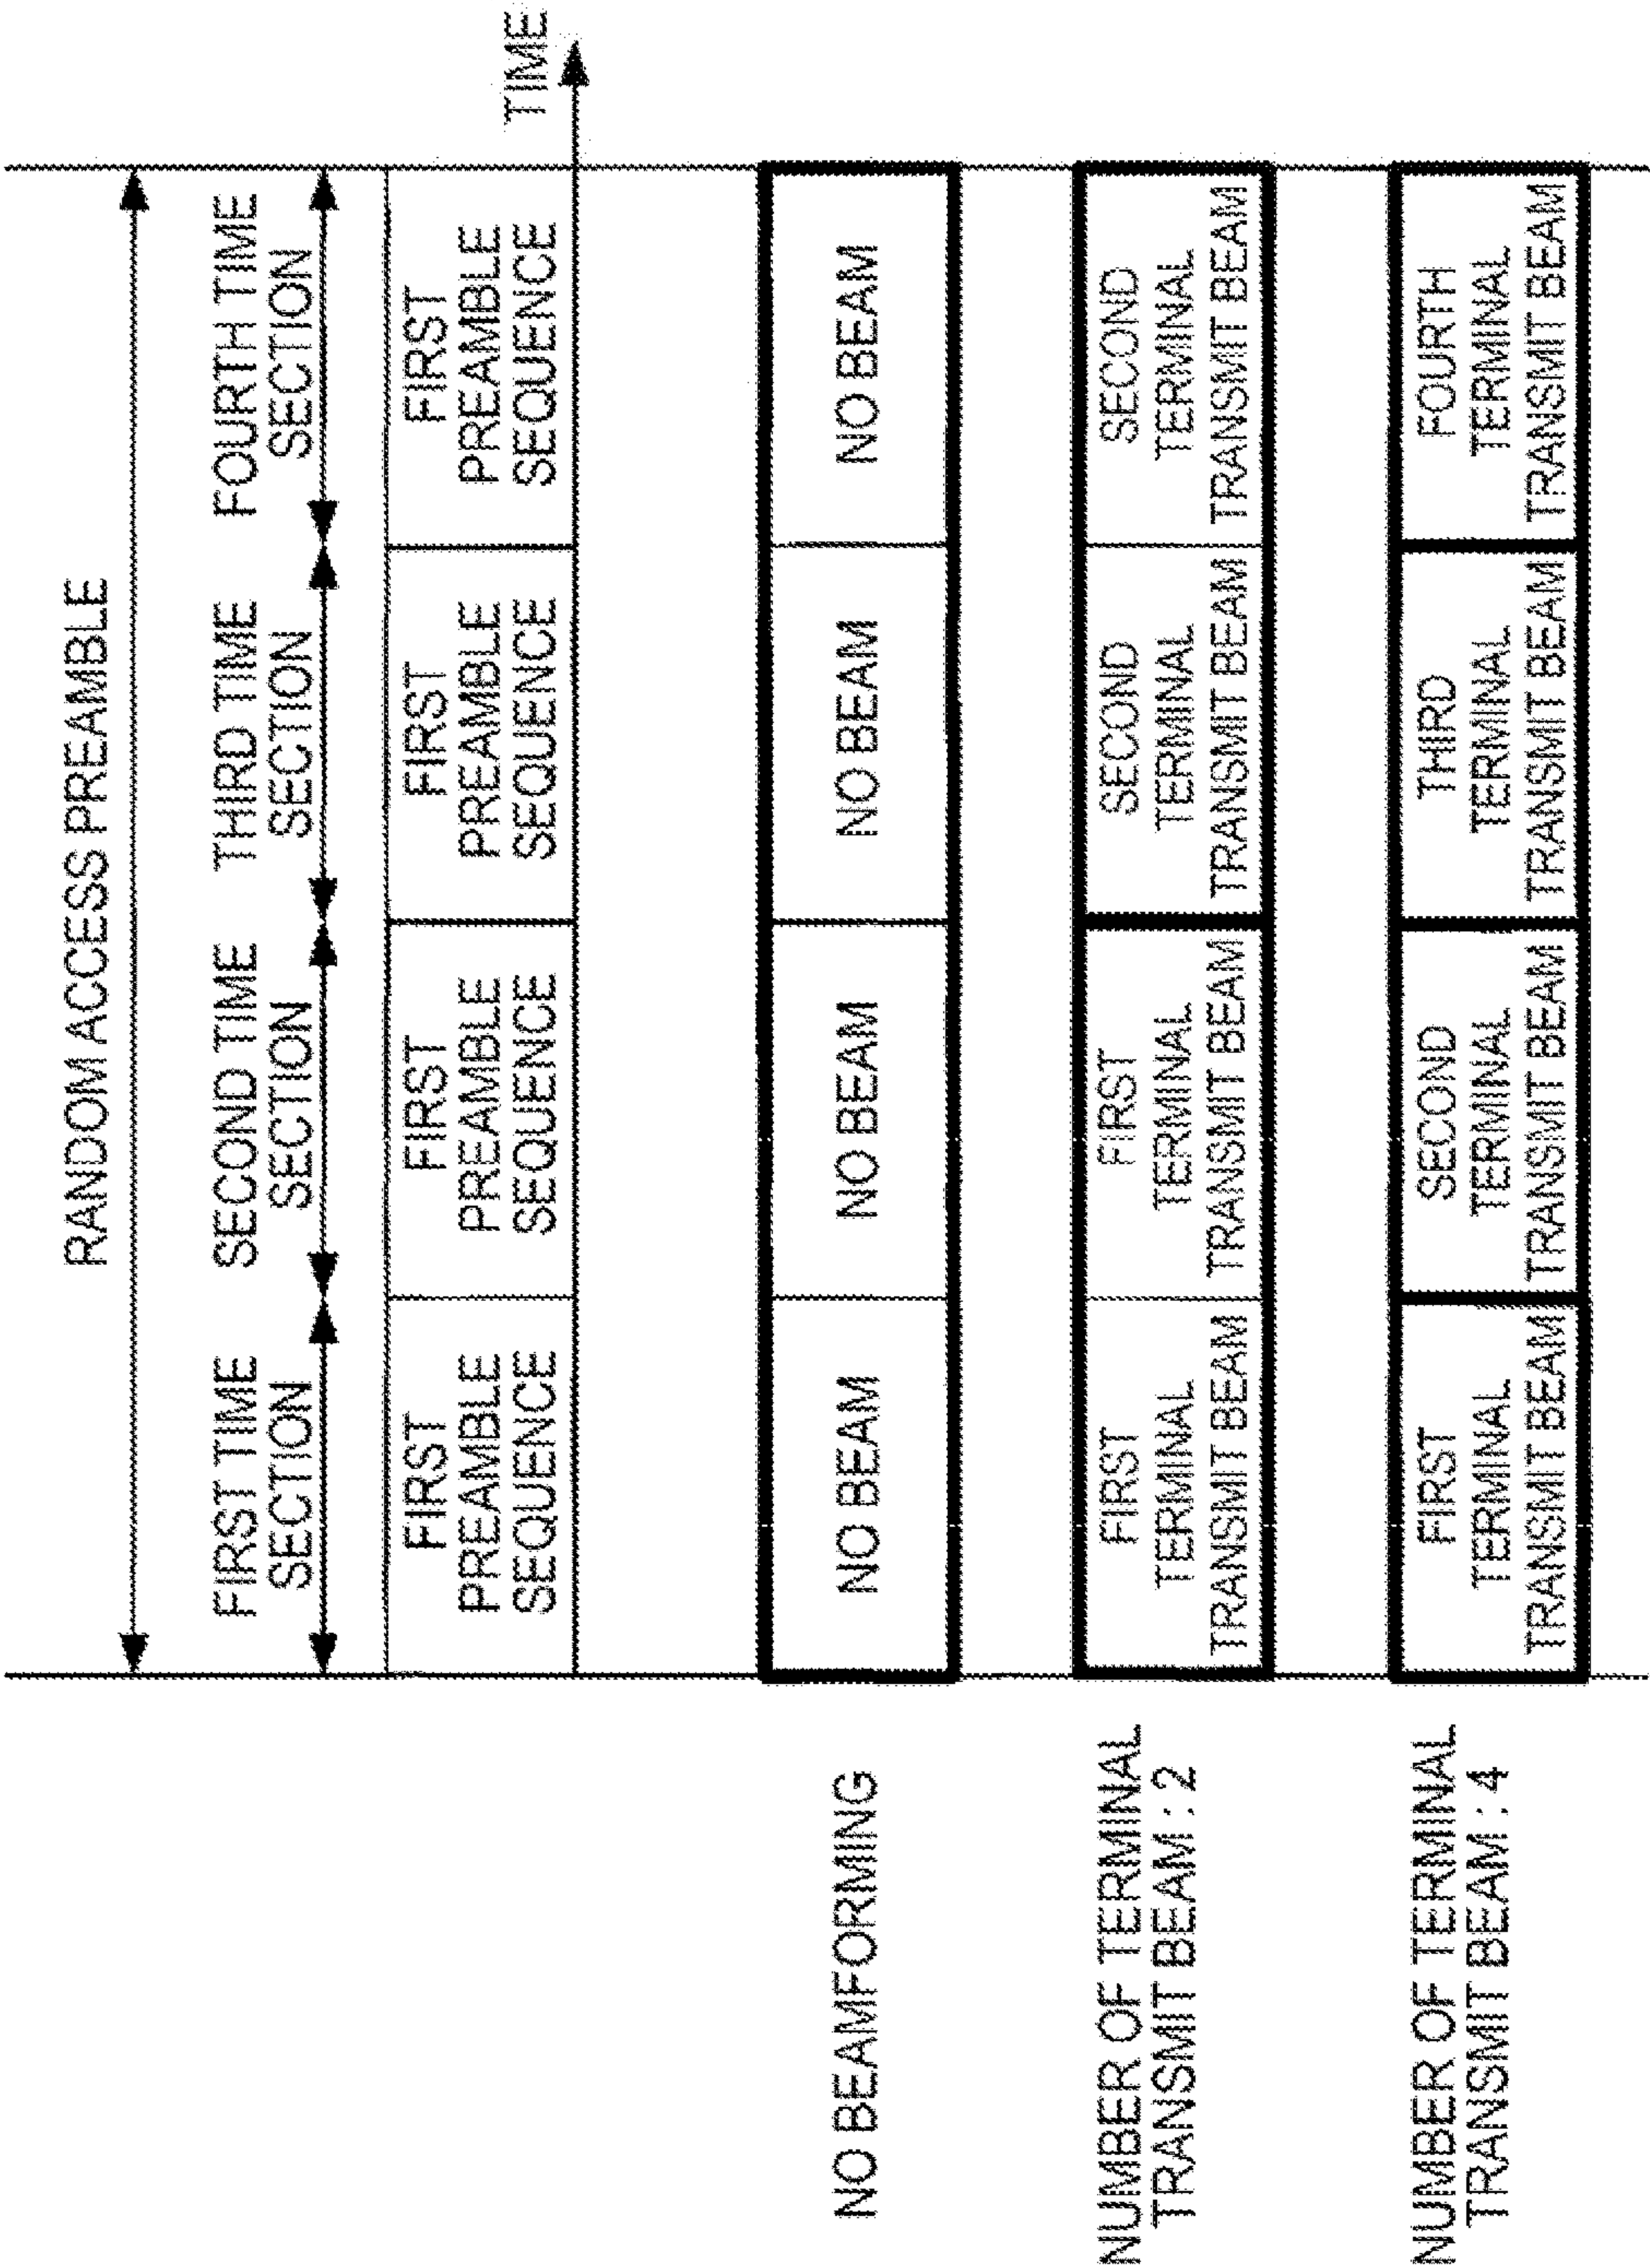 RANDOM ACCESS PREAMBLE
FIRST TIME
SECTION
SECOND TIME
SECTION
THIRD TIME
SECTION
FOURTH TIME
SECTION
FIRST
PREAMBLE
SEQUENCE
FIRST
PREAMBLE
SEQUENCE
FIRST
PREAMBLE
SEQUENCE
FIRST
PREAMBLE
SEQUENCE
TIME
NO BEAMFORMING
NO BEAM
NO BEAM
NO BEAM
NO BEAM
NUMBER OF TERMINAL
TRANSMIT BEAM : 2
FIRST
TERMINAL
TRANSMIT BEAM
FIRST
TERMINAL
TRANSMIT BEAM
SECOND
TERMINAL
TRANSMIT BEAM
SECOND
TERMINAL
TRANSMIT BEAM
NUMBER OF TERMINAL
TRANSMIT BEAM : 4
FIRST
TERMINAL
TRANSMIT BEAM
SECOND
TERMINAL
TRANSMIT BEAM
THIRD
TERMINAL
TRANSMIT BEAM
FOURTH
TERMINAL
TRANSMIT BEAM